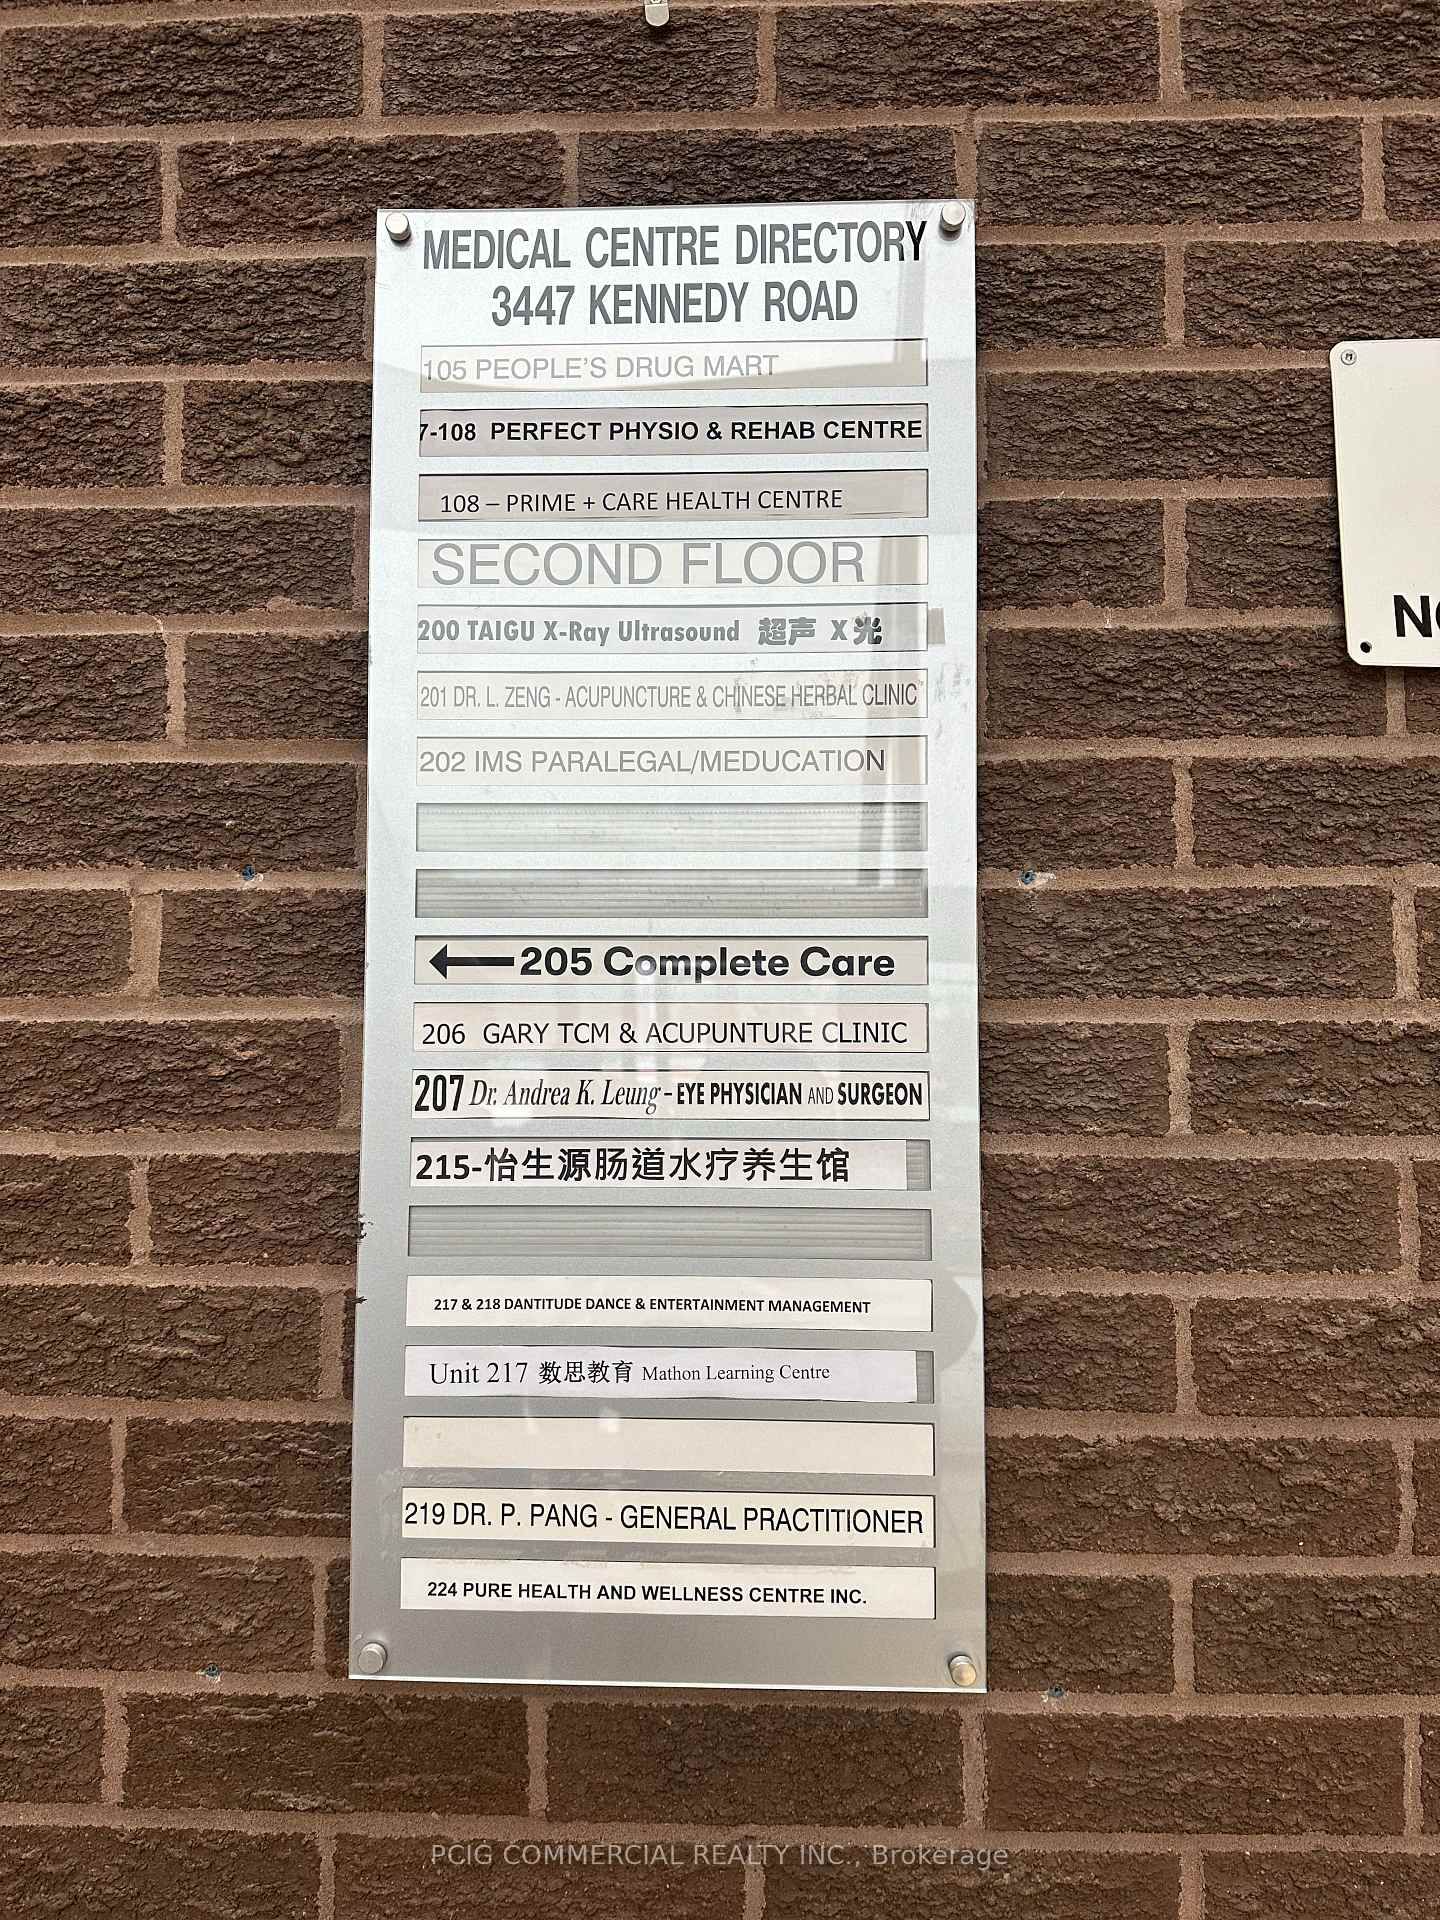 MEDICAL CENTRE DIRECTORY
3447 KENNEDY ROAD
105 PEOPLE'S DRUG MART
7-108 PERFECT PHYSIO & REHAB CENTRE
108 – PRIME + CARE HEALTH CENTRE
SECOND FLOOR
200 TAIGU X-Ray Ultrasound 超声 X光
201 DR. L. ZENG - ACUPUNCTURE & CHINESE HERBAL CLINIC
202 IMS PARALEGAL/MEDUCATION
←205 Complete Care
206 GARY TCM & ACUPUNTURE CLINIC
207 Dr. Andrea K. Leung - EYE PHYSICIAN AND SURGEON
215-怡生源肠道水疗养生馆
217 & 218 DANTITUDE DANCE & ENTERTAINMENT MANAGEMENT
Unit 217 数思教育 Mathon Learning Centre
219 DR. P. PANG - GENERAL PRACTITIONER
224 PURE HEALTH AND WELLNESS CENTRE INC.
PCIG COMMERCIAL REALTY INC., Brokerage